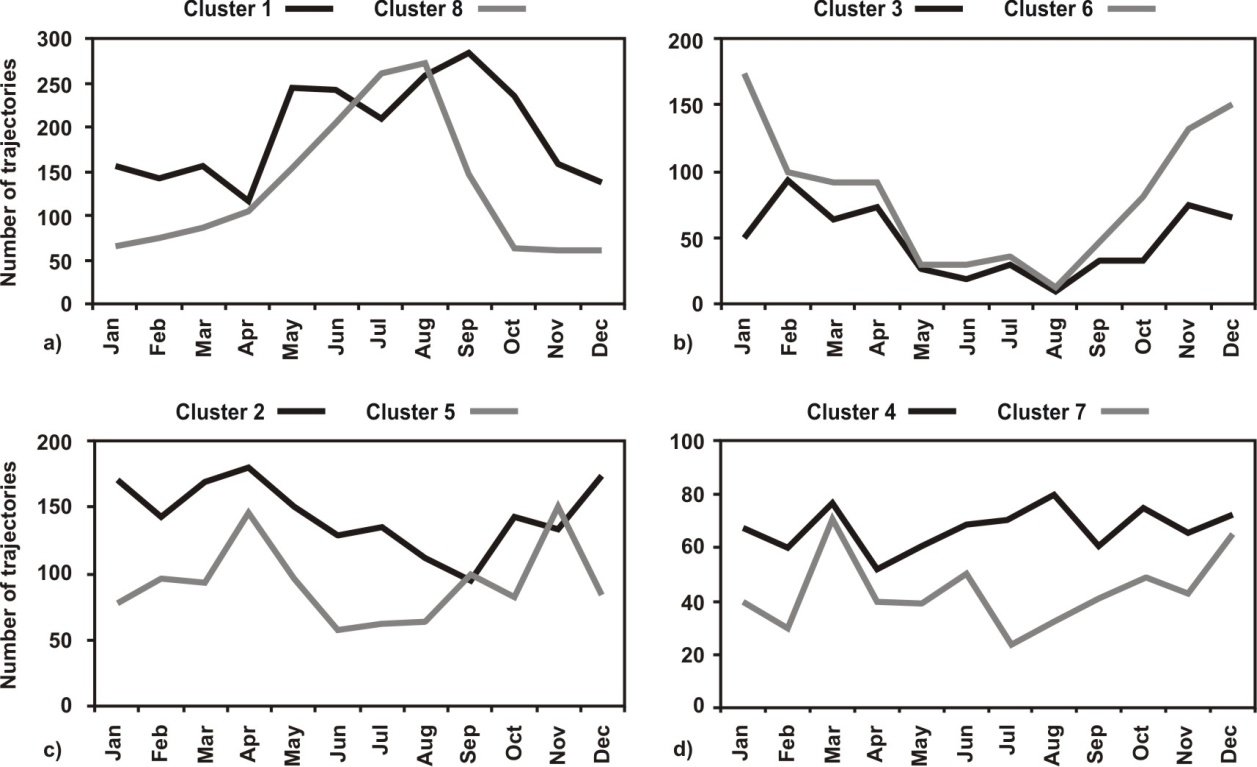 Cluster 1 Cluster 8
Number of trajectories
300
250
200
150
100
50
0
a)
Jan Feb Mar Apr May Jun Jul Aug Sep Oct Nov Dec
Cluster 3 Cluster 6
200
150
100
50
0
b)
Jan Feb Mar Apr May Jun Jul Aug Sep Oct Nov Dec
Cluster 2 Cluster 5
Number of trajectories
200
150
100
50
0
c)
Jan Feb Mar Apr May Jun Jul Aug Sep Oct Nov Dec
Cluster 4 Cluster 7
100
80
60
40
20
0
d)
Jan Feb Mar Apr May Jun Jul Aug Sep Oct Nov Dec